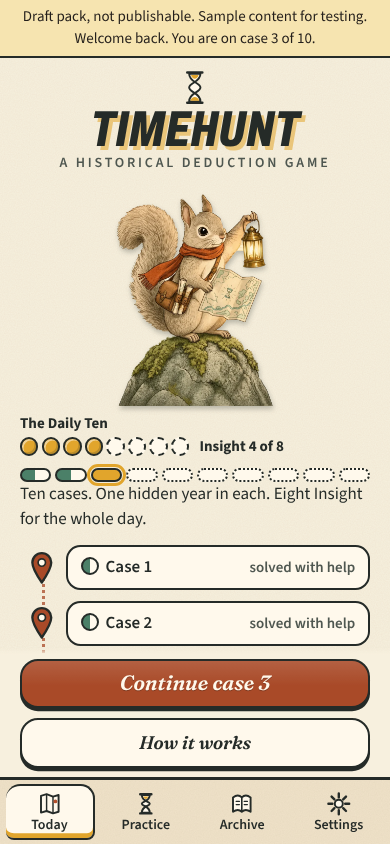 Draft pack, not publishable. Sample content for testing.
Welcome back. You are on case 3 of 10.
TIMEHUNT
A HISTORICAL DEDUCTION GAME
The Daily Ten
Insight 4 of 8
Ten cases. One hidden year in each. Eight Insight
for the whole day.
Case 1 solved with help
Case 2 solved with help
Continue case 3
How it works
Today Practice Archive Settings